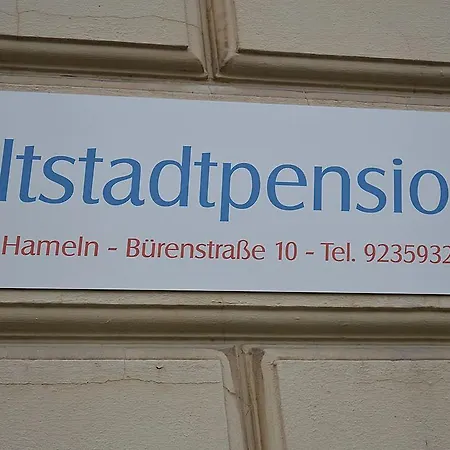 ltstadtpensio
Hameln - Bürenstraße 10 - Tel. 9235932